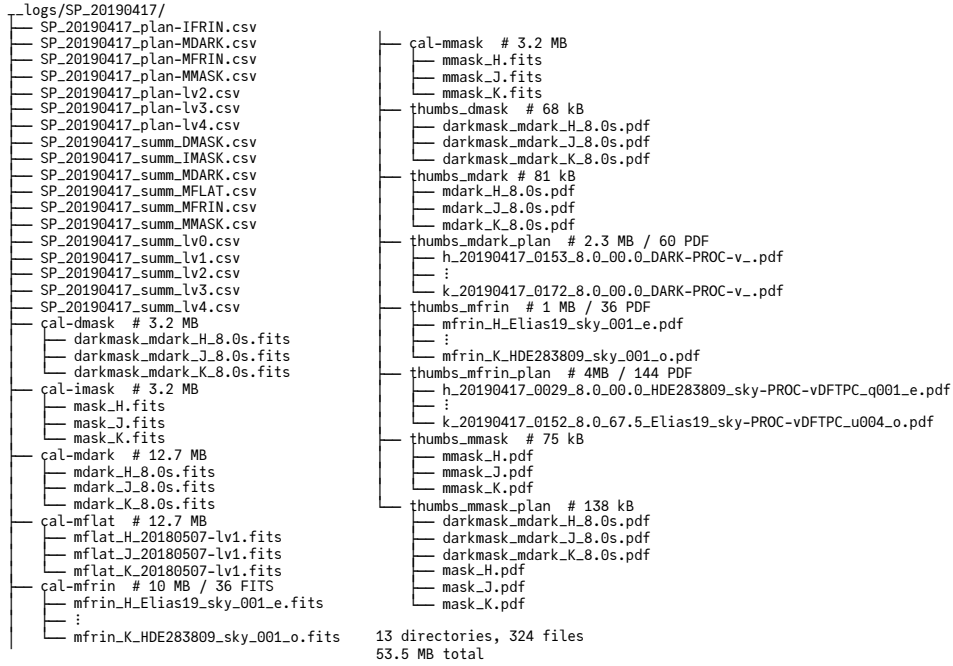 __logs/SP_20190417/
├── SP_20190417_plan-IFRIN.csv
├── SP_20190417_plan-MDARK.csv
├── SP_20190417_plan-MFRIN.csv
├── SP_20190417_plan-MMASK.csv
├── SP_20190417_plan-lv2.csv
├── SP_20190417_plan-lv3.csv
├── SP_20190417_plan-lv4.csv
├── SP_20190417_summ_DMASK.csv
├── SP_20190417_summ_IMASK.csv
├── SP_20190417_summ_MDARK.csv
├── SP_20190417_summ_MFLAT.csv
├── SP_20190417_summ_MFRIN.csv
├── SP_20190417_summ_MMASK.csv
├── SP_20190417_summ_lv0.csv
├── SP_20190417_summ_lv1.csv
├── SP_20190417_summ_lv2.csv
├── SP_20190417_summ_lv3.csv
├── SP_20190417_summ_lv4.csv
├── cal-dmask # 3.2 MB
│   ├── darkmask_mdark_H_8.0s.fits
│   ├── darkmask_mdark_J_8.0s.fits
│   └── darkmask_mdark_K_8.0s.fits
├── cal-imask # 3.2 MB
│   ├── mask_H.fits
│   ├── mask_J.fits
│   └── mask_K.fits
├── cal-mdark # 12.7 MB
│   ├── mdark_H_8.0s.fits
│   ├── mdark_J_8.0s.fits
│   └── mdark_K_8.0s.fits
├── cal-mflat # 12.7 MB
│   ├── mflat_H_20180507-lv1.fits
│   ├── mflat_J_20180507-lv1.fits
│   └── mflat_K_20180507-lv1.fits
├── cal-mfrin # 10 MB / 36 FITS
│   ├── mfrin_H_Elias19_sky_001_e.fits
│   ├── ⋮
│   └── mfrin_K_HDE283809_sky_001_o.fits
├── cal-mmask # 3.2 MB
│   ├── mmask_H.fits
│   ├── mmask_J.fits
│   └── mmask_K.fits
├── thumbs_dmask # 68 kB
│   ├── darkmask_mdark_H_8.0s.pdf
│   ├── darkmask_mdark_J_8.0s.pdf
│   └── darkmask_mdark_K_8.0s.pdf
├── thumbs_mdark # 81 kB
│   ├── mdark_H_8.0s.pdf
│   ├── mdark_J_8.0s.pdf
│   └── mdark_K_8.0s.pdf
├── thumbs_mdark_plan # 2.3 MB / 60 PDF
│   ├── h_20190417_0153_8.0_00.0_DARK-PROC-v_.pdf
│   ├── ⋮
│   └── k_20190417_0172_8.0_00.0_DARK-PROC-v_.pdf
├── thumbs_mfrin # 1 MB / 36 PDF
│   ├── mfrin_H_Elias19_sky_001_e.pdf
│   ├── ⋮
│   └── mfrin_K_HDE283809_sky_001_o.pdf
├── thumbs_mfrin_plan # 4MB / 144 PDF
│   ├── h_20190417_0029_8.0_00.0_HDE283809_sky-PROC-vDFTPC_q001_e.pdf
│   ├── ⋮
│   └── k_20190417_0152_8.0_67.5_Elias19_sky-PROC-vDFTPC_u004_o.pdf
├── thumbs_mmask # 75 kB
│   ├── mmask_H.pdf
│   ├── mmask_J.pdf
│   └── mmask_K.pdf
└── thumbs_mmask_plan # 138 kB
    ├── darkmask_mdark_H_8.0s.pdf
    ├── darkmask_mdark_J_8.0s.pdf
    ├── darkmask_mdark_K_8.0s.pdf
    ├── mask_H.pdf
    ├── mask_J.pdf
    └── mask_K.pdf
13 directories, 324 files
53.5 MB total